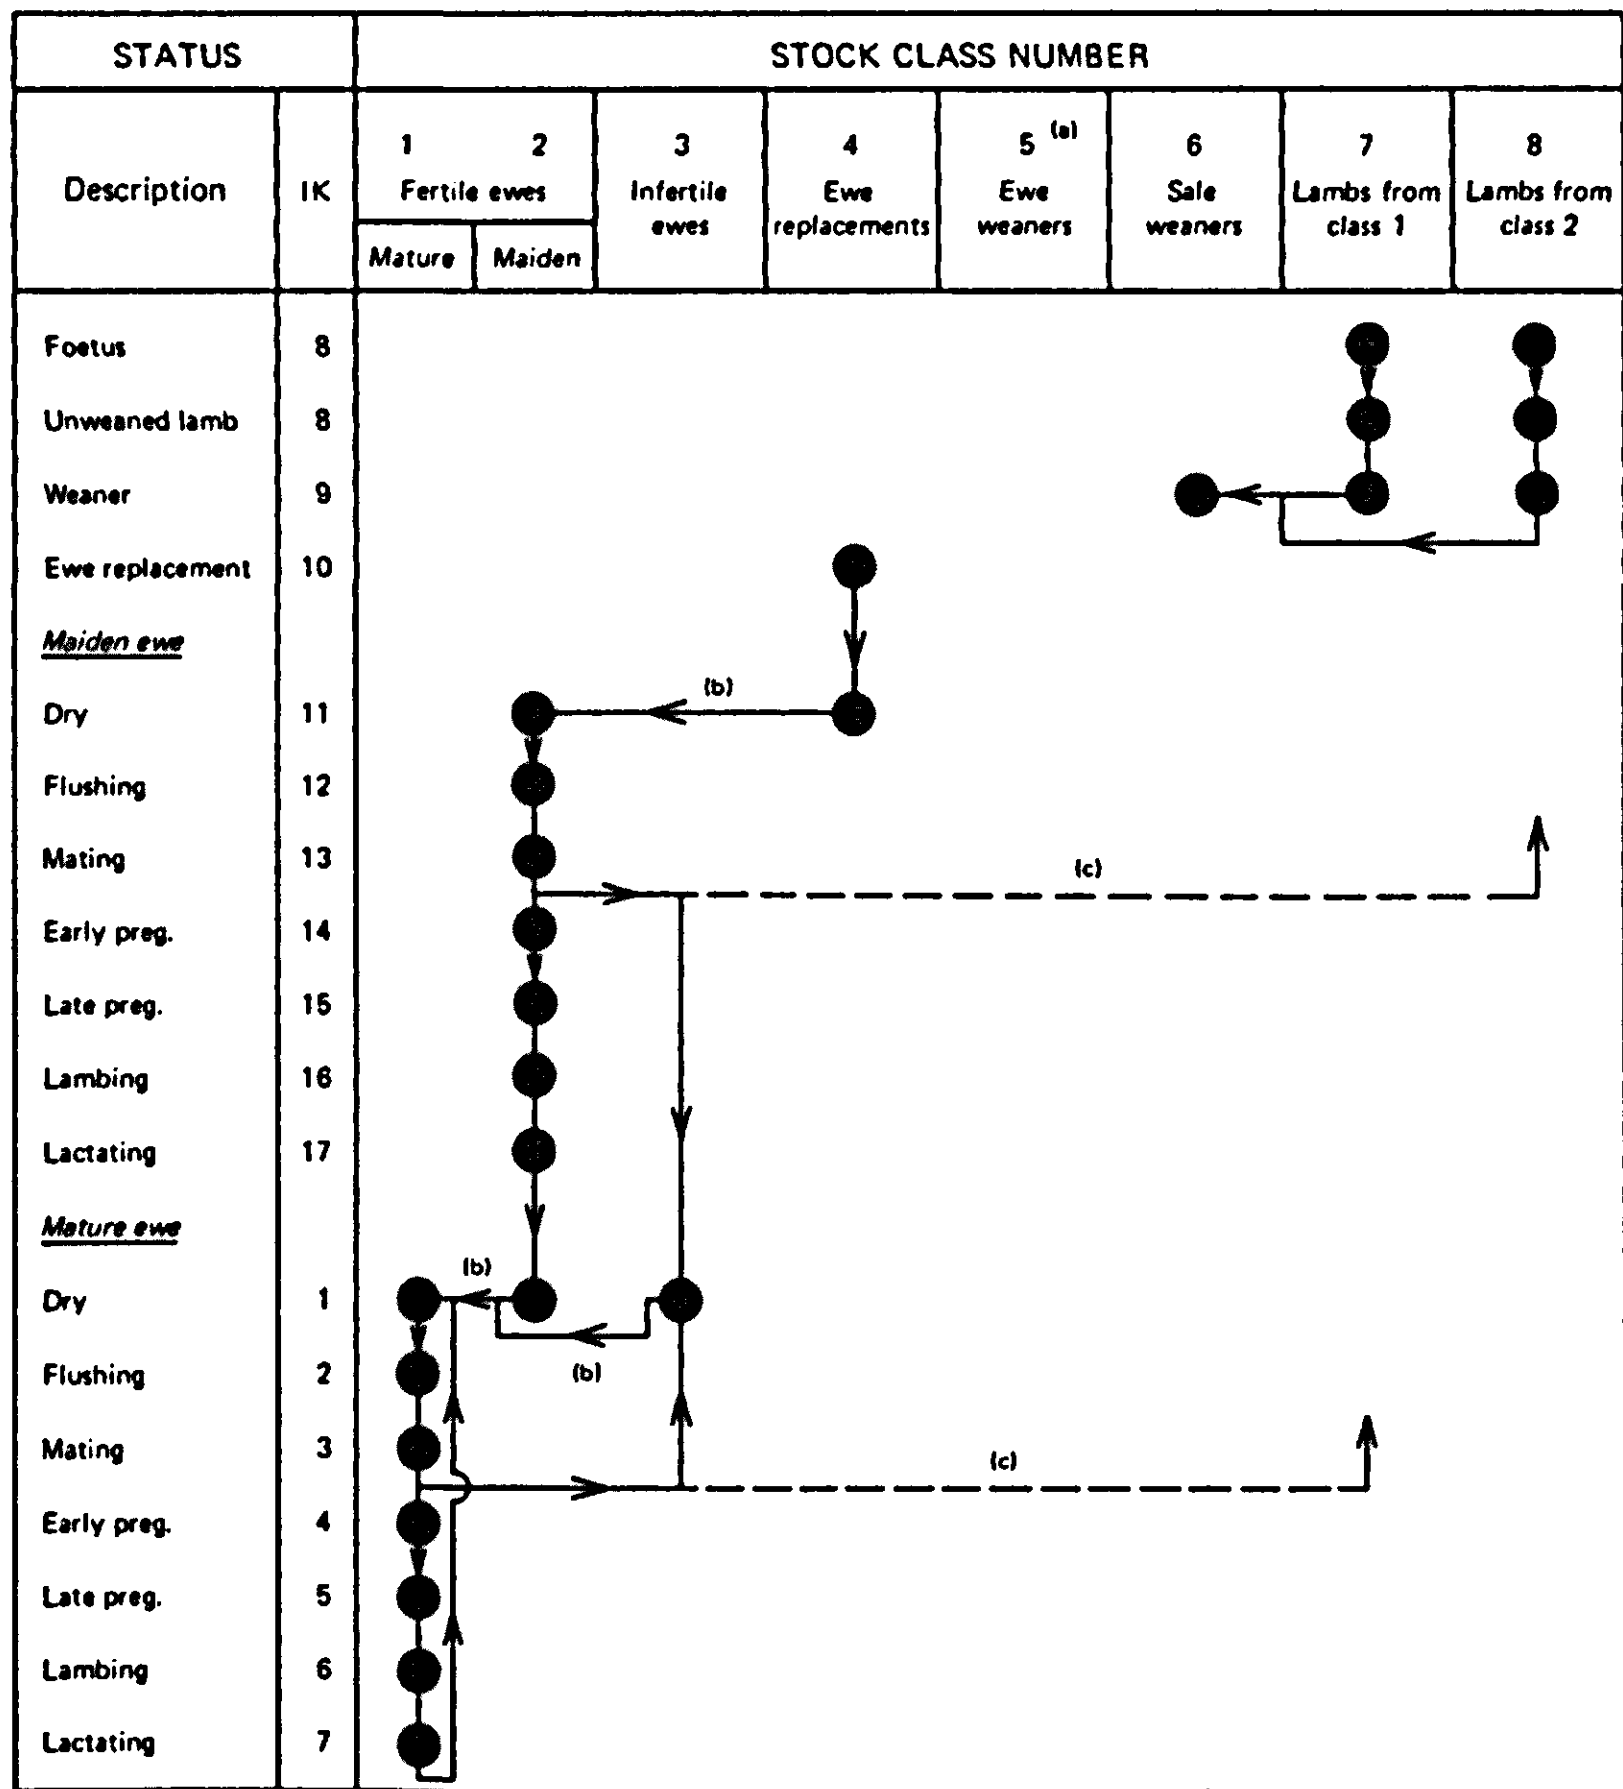 STATUS STOCK CLASS NUMBER
Description IK 1 2 3 4 5 (a) 6 7 8
Fertile ewes Infertile ewes Ewe replacements Ewe weaners Sale weaners Lambs from class 1 Lambs from class 2
Mature Maiden
Foetus 8
Unweaned lamb 8
Weaner 9
Ewe replacement 10
Maiden ewe
(b)
Dry 11
Flushing 12
Mating 13
(c)
Early preg. 14
Late preg. 15
Lambing 16
Lactating 17
Mature ewe
(b)
Dry 1
Flushing 2 (b)
Mating 3
(c)
Early preg. 4
Late preg. 5
Lambing 6
Lactating 7